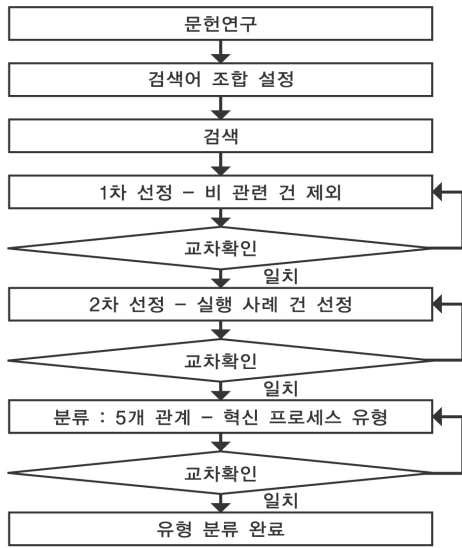 문헌연구
검색어 조합 설정
검색
1차 선정 – 비 관련 건 제외
교차확인
일치
2차 선정 – 실행 사례 건 선정
교차확인
일치
분류 : 5개 관계 – 혁신 프로세스 유형
교차확인
일치
유형 분류 완료